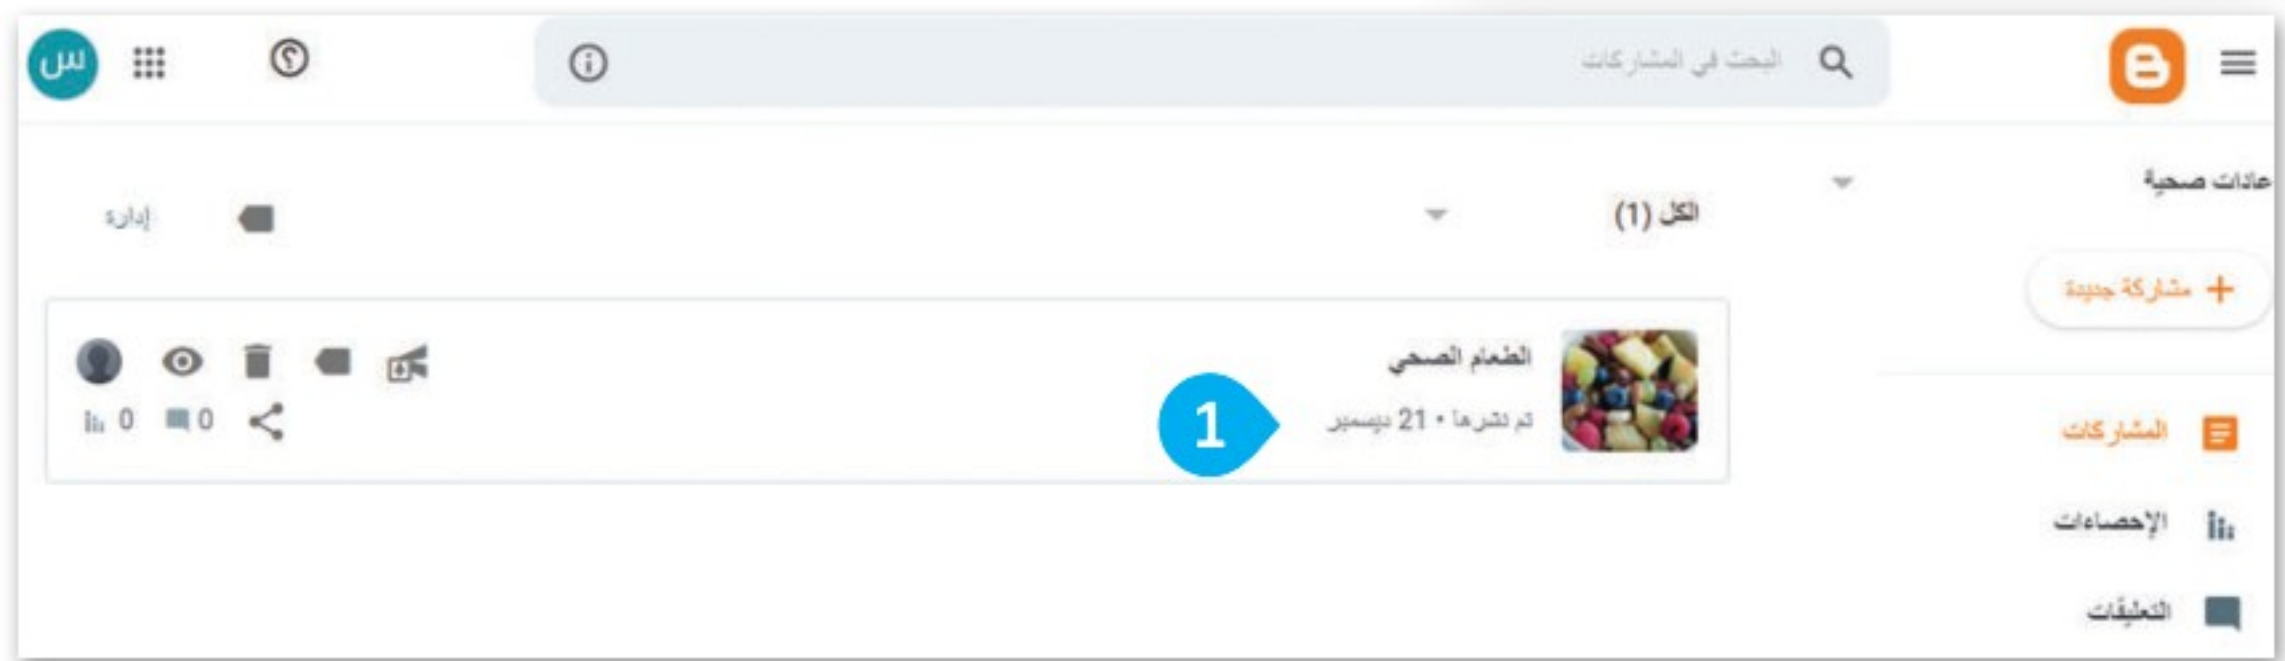 البحث في المشاركات
س
عادات صحية
الكل (1)
إدارة
+ مشاركة جديدة
الطعام الصحي
تم نشرها • 21 ديسمبر
1
0
0
المشاركات
الإحصاءات
التعليقات